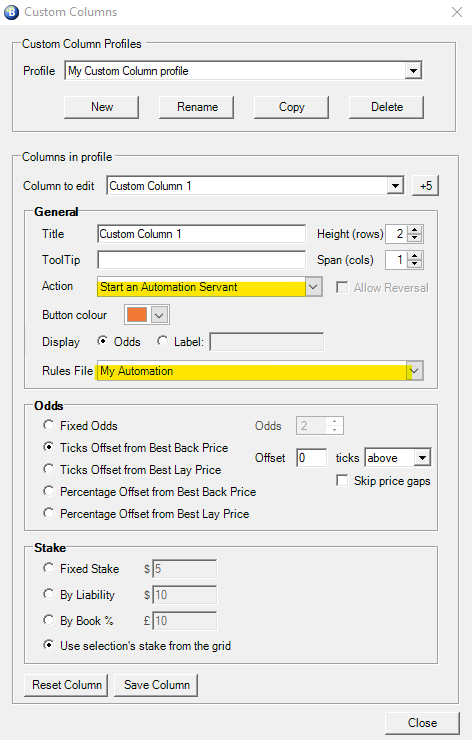 B Custom Columns
Custom Column Profiles
Profile My Custom Column profile
New Rename Copy Delete
Columns in profile
Column to edit Custom Column 1 +5
General
Title Custom Column 1 Height (rows) 2
ToolTip Span (cols) 1
Action Start an Automation Servant Allow Reversal
Button colour
Display Odds Label:
Rules File My Automation
Odds
Fixed Odds Odds 2
Ticks Offset from Best Back Price
Offset 0 ticks above
Ticks Offset from Best Lay Price
Skip price gaps
Percentage Offset from Best Back Price
Percentage Offset from Best Lay Price
Stake
Fixed Stake $ 5
By Liability $ 10
By Book % £ 10
Use selection's stake from the grid
Reset Column Save Column
Close